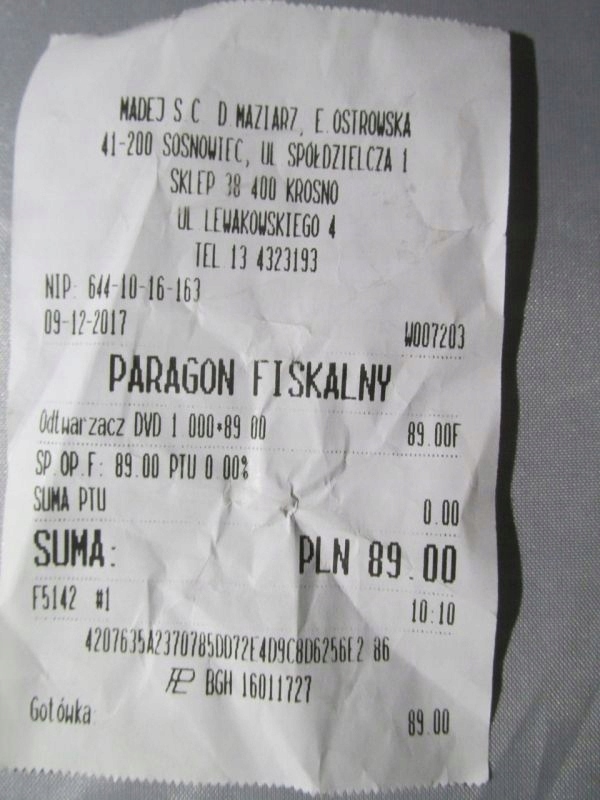 MADEJ S.C D MAZIARZ, E.OSTROWSKA
41-200 SOSNOWIEC, UL SPÓŁDZIELCZA 1
SKLEP 38 400 KROSNO
UL LEWAKOWSKIEGO 4
TEL 13 4323193
NIP: 644-10-16-163
09-12-2017 W007203
PARAGON FISKALNY
Odtwarzacz DVD 1.000*89.00 89.00F
SP.OP.F: 89.00 PTU 0.00%
SUMA PTU 0.00
SUMA: PLN 89.00
F5142 #1 10:10
4207635A2370785DD72E4D9C8D6256E2 86
BGH 16011727
Gotówka 89.00